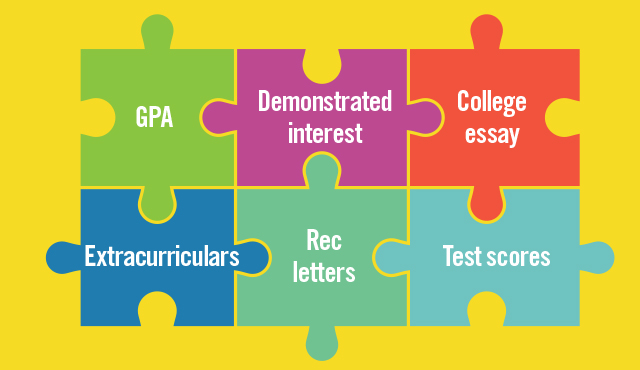 GPA
Demonstrated
interest
College
essay
Extracurriculars
Rec
letters
Test scores